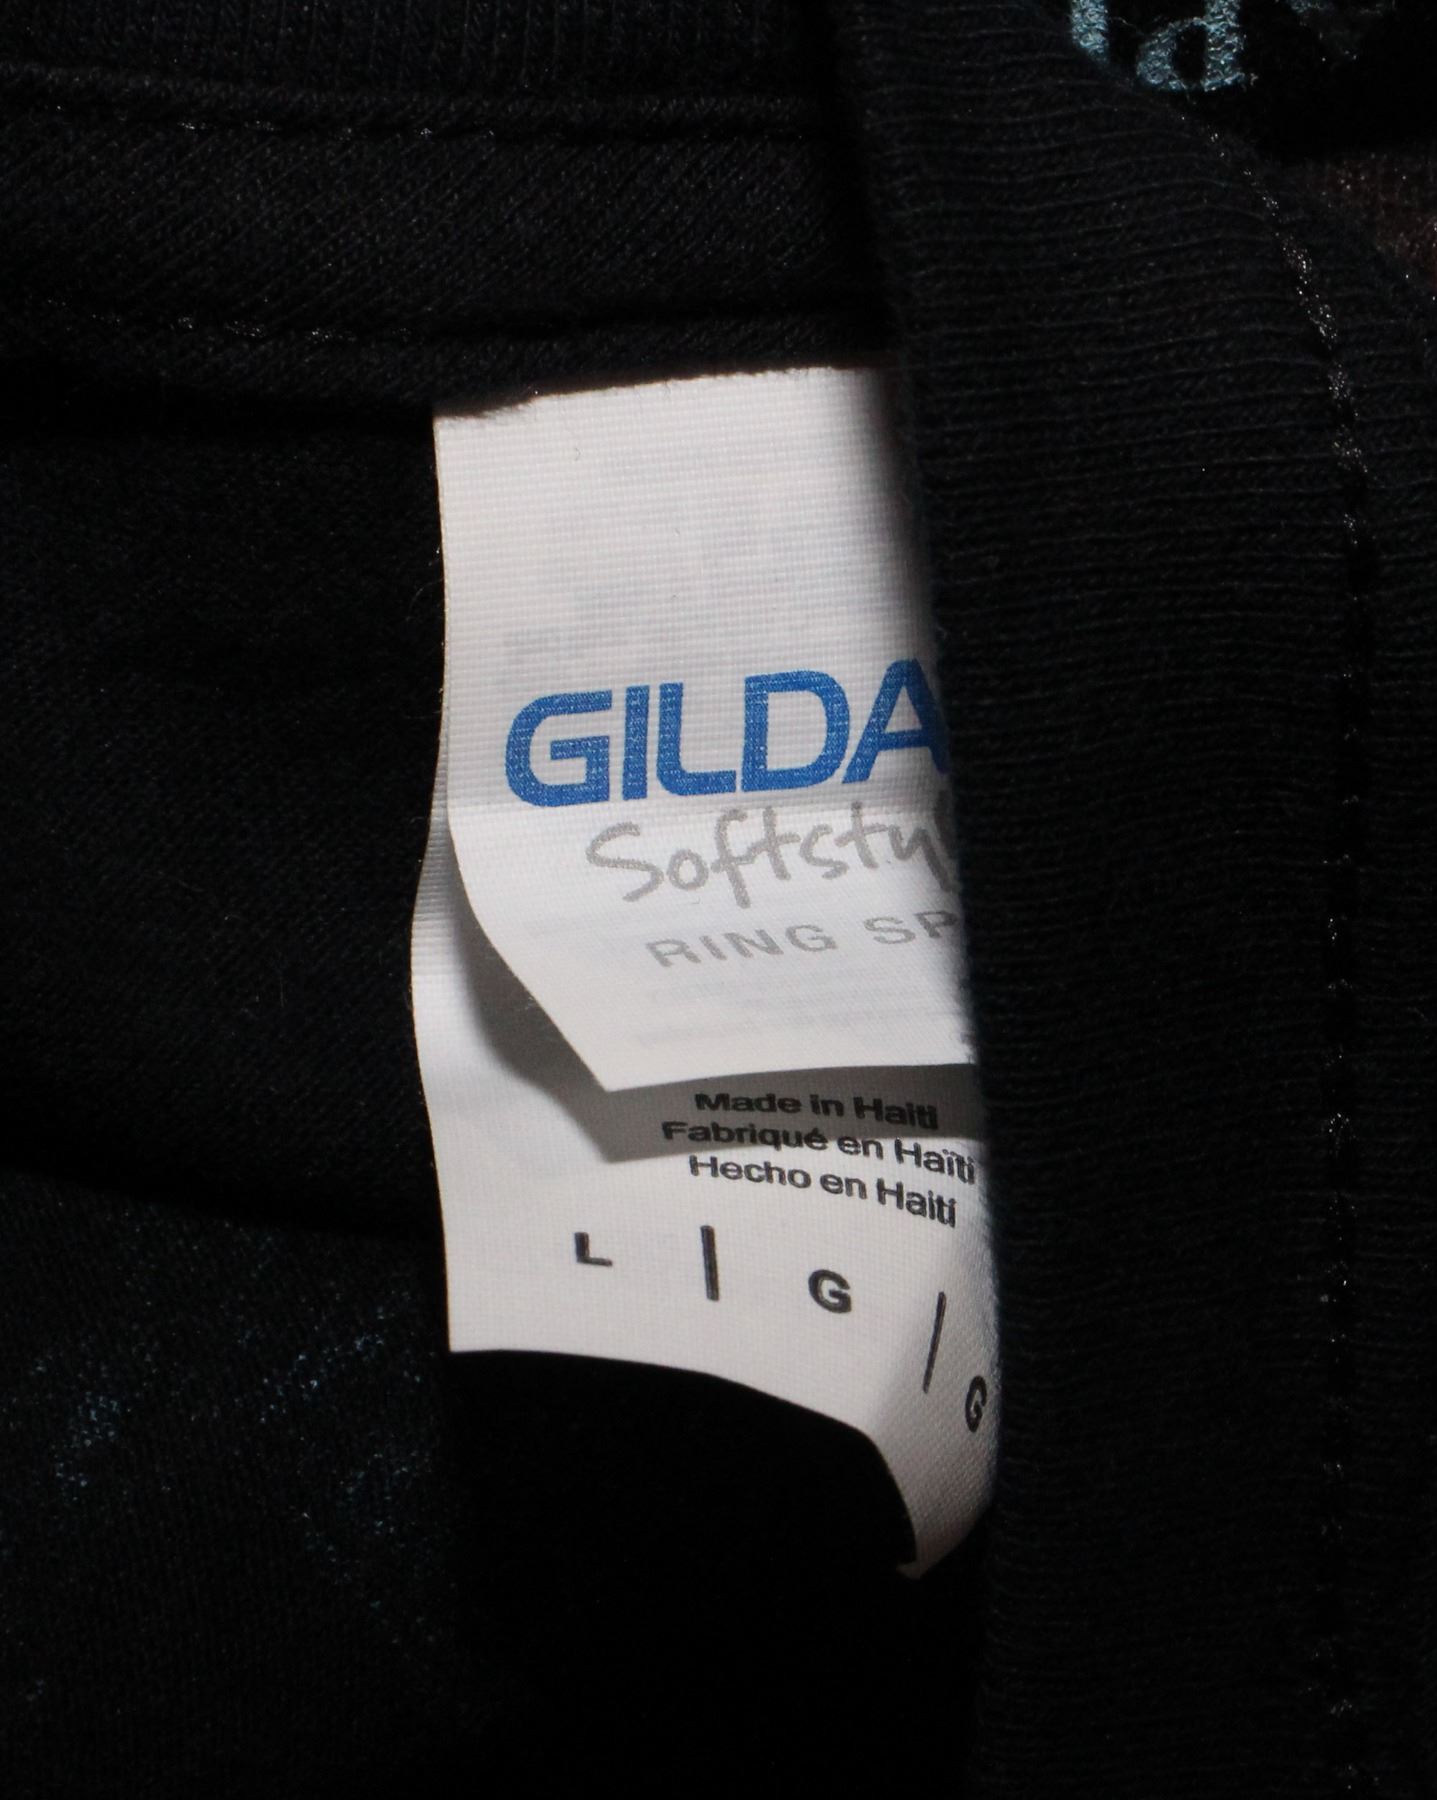 d
GILDA
Softsty
RING SP
Made in Haiti
Fabriqué en Haïti
Hecho en Haití
L | G / G